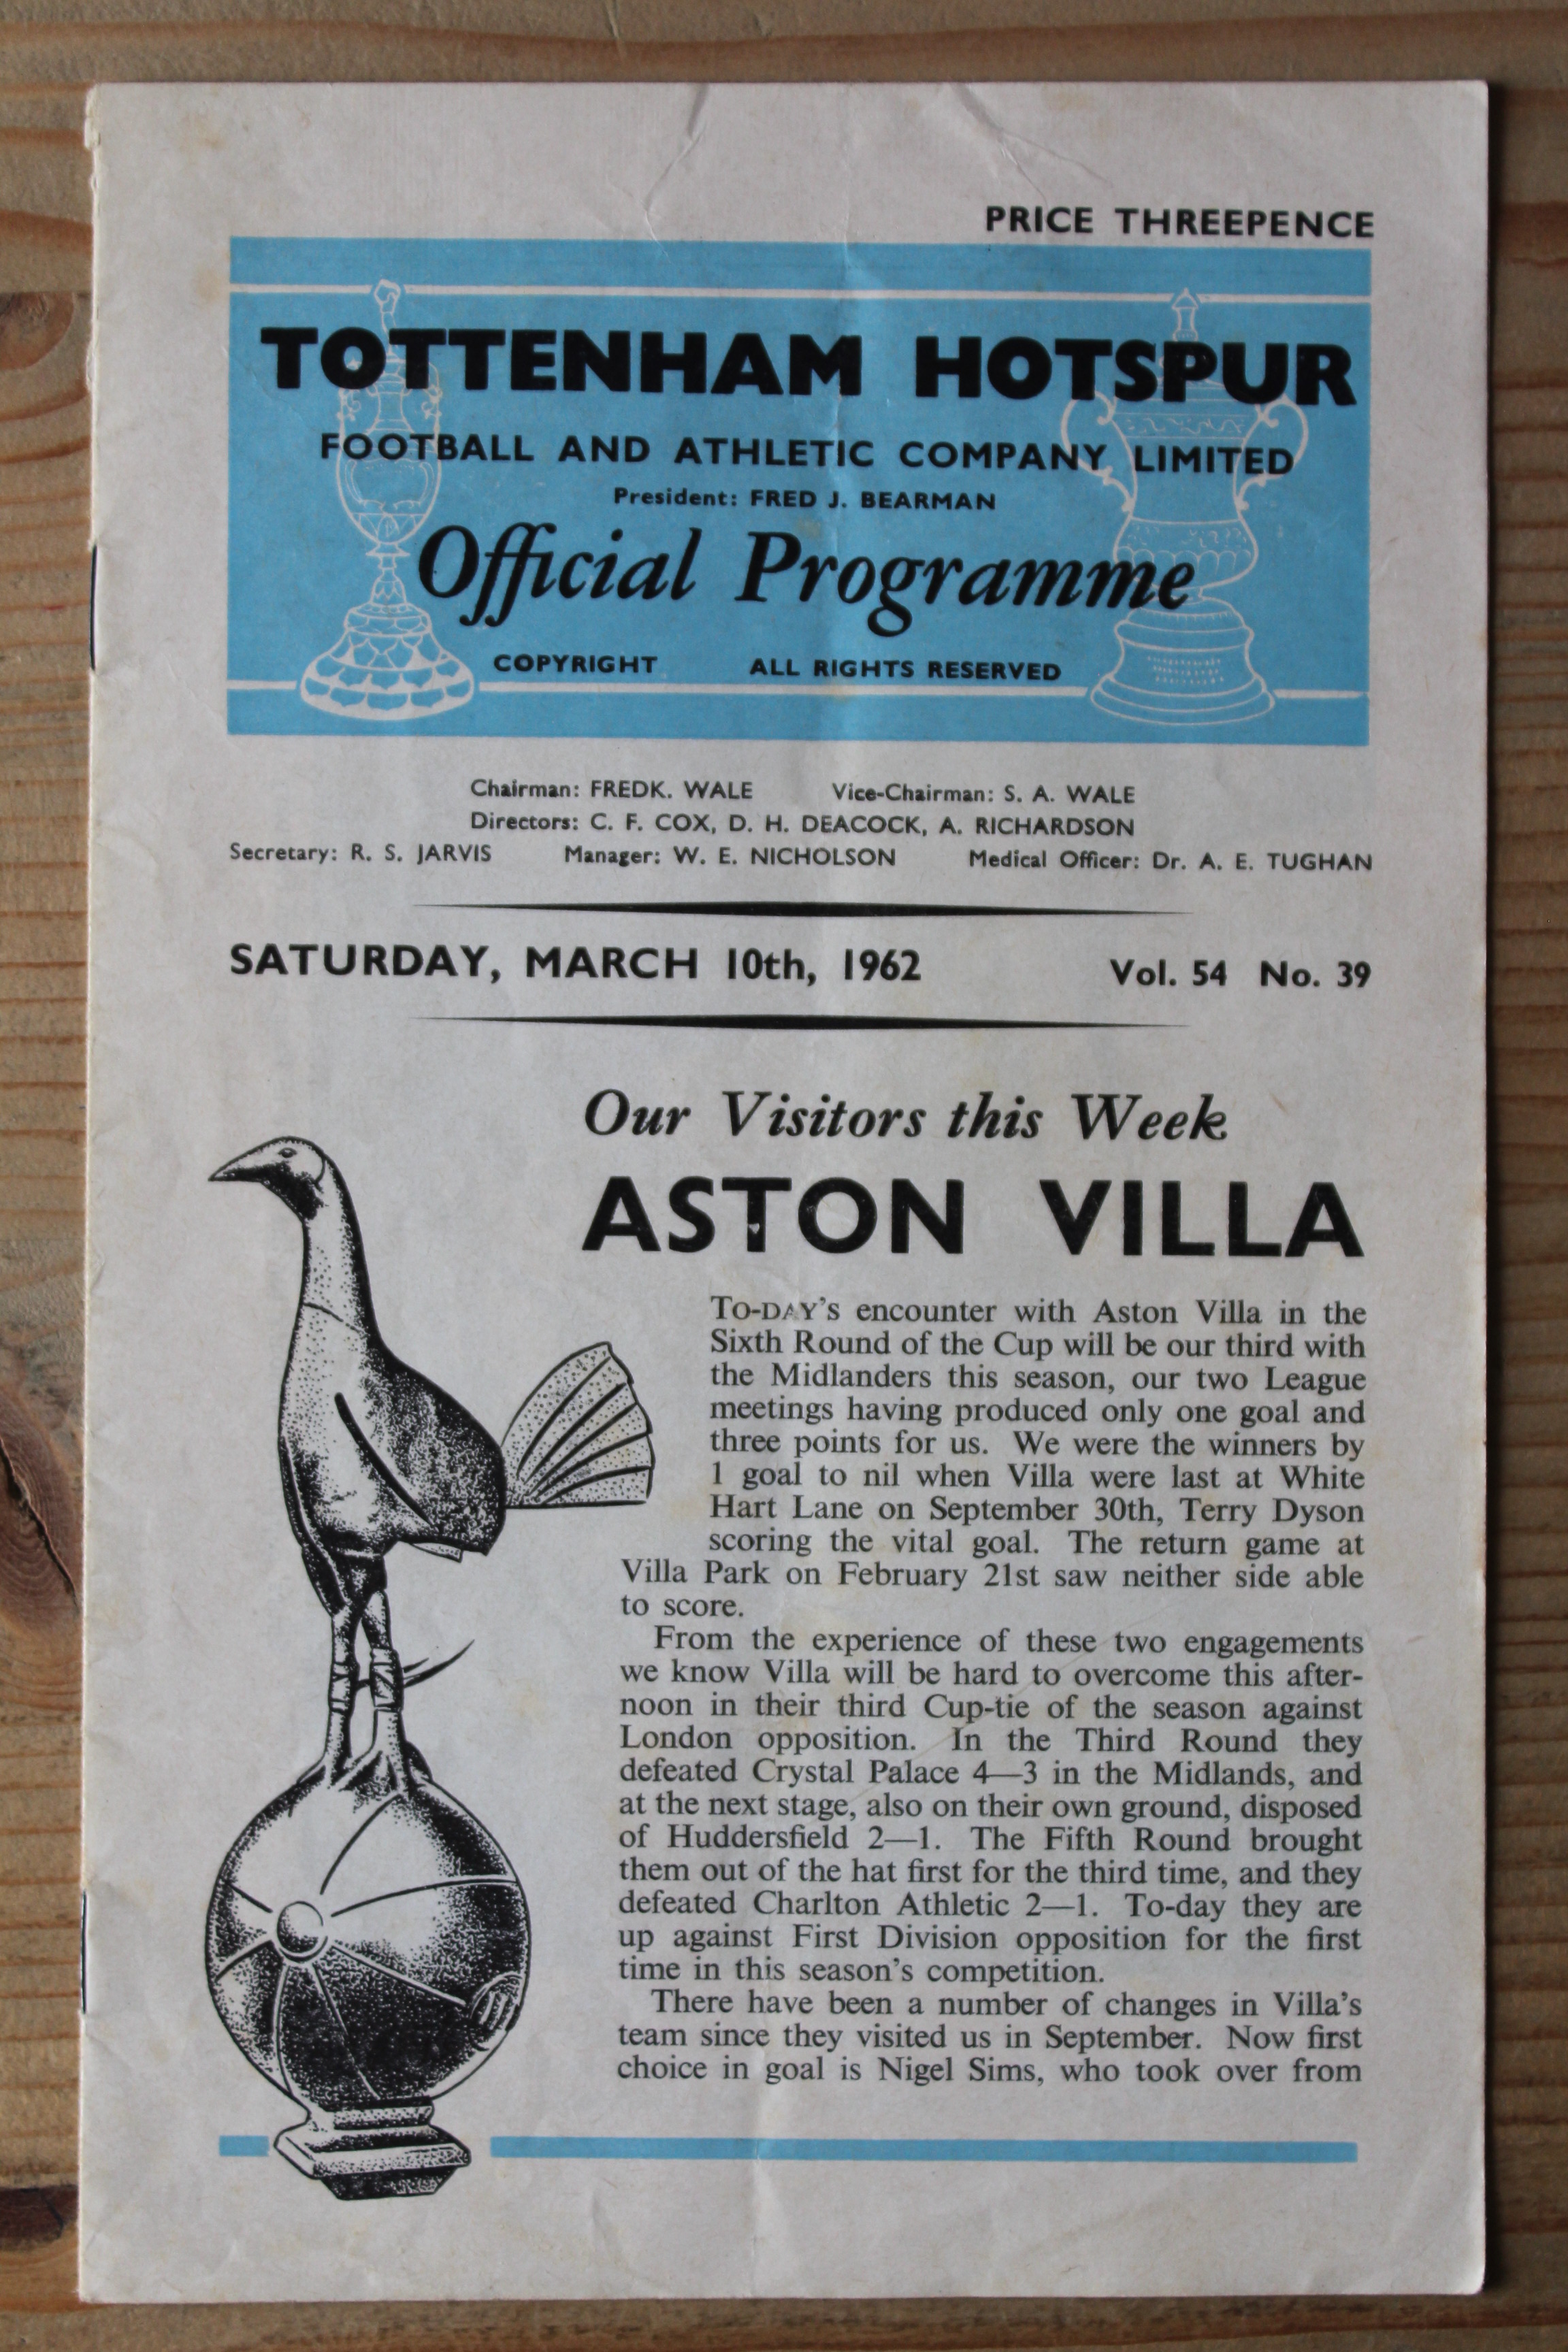 PRICE THREEPENCE
TOTTENHAM HOTSPUR
FOOTBALL AND ATHLETIC COMPANY LIMITED
President: FRED J. BEARMAN
Official Programme
COPYRIGHT ALL RIGHTS RESERVED
Chairman: FREDK. WALE Vice-Chairman: S. A. WALE
Directors: C. F. COX, D. H. DEACOCK, A. RICHARDSON
Secretary: R. S. JARVIS Manager: W. E. NICHOLSON Medical Officer: Dr. A. E. TUGHAN
SATURDAY, MARCH 10th, 1962 Vol. 54 No. 39
Our Visitors this Week
ASTON VILLA
TO-DAY'S encounter with Aston Villa in the
Sixth Round of the Cup will be our third with
the Midlanders this season, our two League
meetings having produced only one goal and
three points for us. We were the winners by
1 goal to nil when Villa were last at White
Hart Lane on September 30th, Terry Dyson
scoring the vital goal. The return game at
Villa Park on February 21st saw neither side able
to score.
From the experience of these two engagements
we know Villa will be hard to overcome this after-
noon in their third Cup-tie of the season against
London opposition. In the Third Round they
defeated Crystal Palace 4—3 in the Midlands, and
at the next stage, also on their own ground, disposed
of Huddersfield 2—1. The Fifth Round brought
them out of the hat first for the third time, and they
defeated Charlton Athletic 2—1. To-day they are
up against First Division opposition for the first
time in this season's competition.
There have been a number of changes in Villa's
team since they visited us in September. Now first
choice in goal is Nigel Sims, who took over from